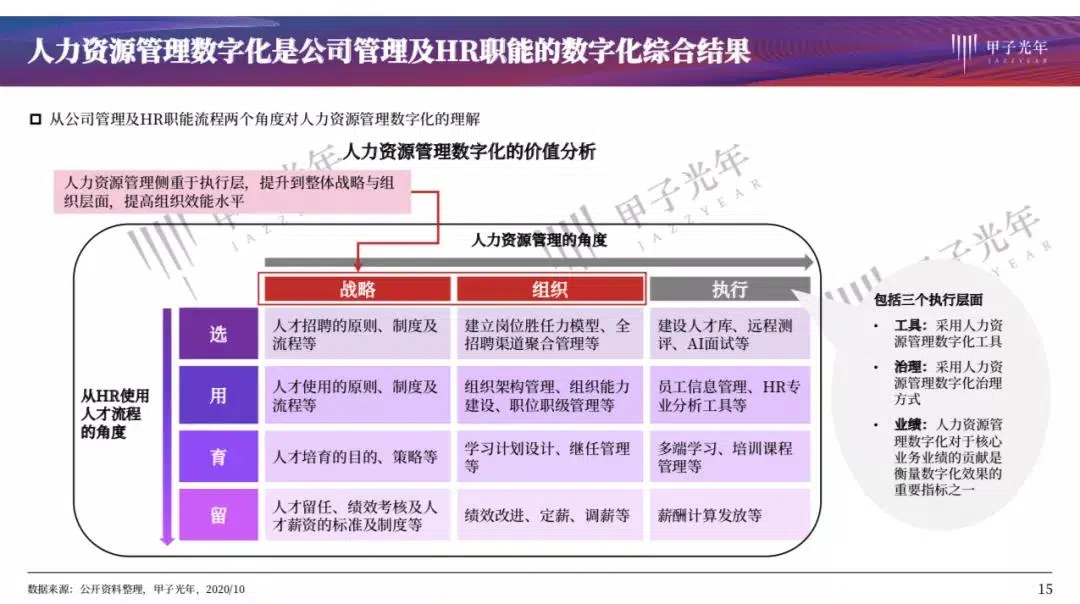 人力资源管理数字化是公司管理及HR职能的数字化综合结果
甲子光年
JAZZYEAR
从公司管理及HR职能流程两个角度对人力资源管理数字化的理解
人力资源管理数字化的价值分析
人力资源管理侧重于执行层，提升到整体战略与组
织层面，提高组织效能水平
人力资源管理的角度
战略
组织
执行
从HR使用
人才流程
的角度
选
人才招聘的原则、制度及
流程等
建立岗位胜任力模型、全
招聘渠道聚合管理等
建设人才库、远程测
评、AI面试等
用
人才使用的原则、制度及
流程等
组织架构管理、组织能力
建设、职位职级管理等
员工信息管理、HR专
业分析工具等
育
人才培育的目的、策略等
学习计划设计、继任管理
等
多端学习、培训课程
管理等
留
人才留任、绩效考核及人
才薪资的标准及制度等
绩效改进、定薪、调薪等
薪酬计算发放等
包括三个执行层面
• 工具：采用人力资
源管理数字化工具
• 治理：采用人力资
源管理数字化治理
方式
• 业绩：人力资源管
理数字化对于核心
业务业绩的贡献是
衡量数字化效果的
重要指标之一
甲子光年
JAZZYEAR
甲子光年
JAZZYEAR
甲子光年
JAZZYEAR
数据来源：公开资料整理，甲子光年，2020/10
15